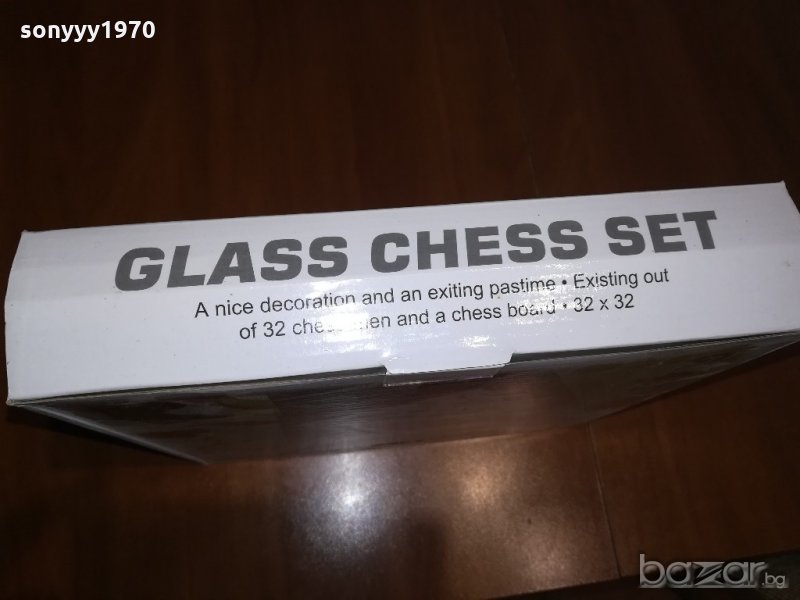 sonyyy1970
GLASS CHESS SET
A nice decoration and an exiting pastime • Existing out
of 32 and a chess board • 32 x 32
bazar.bg